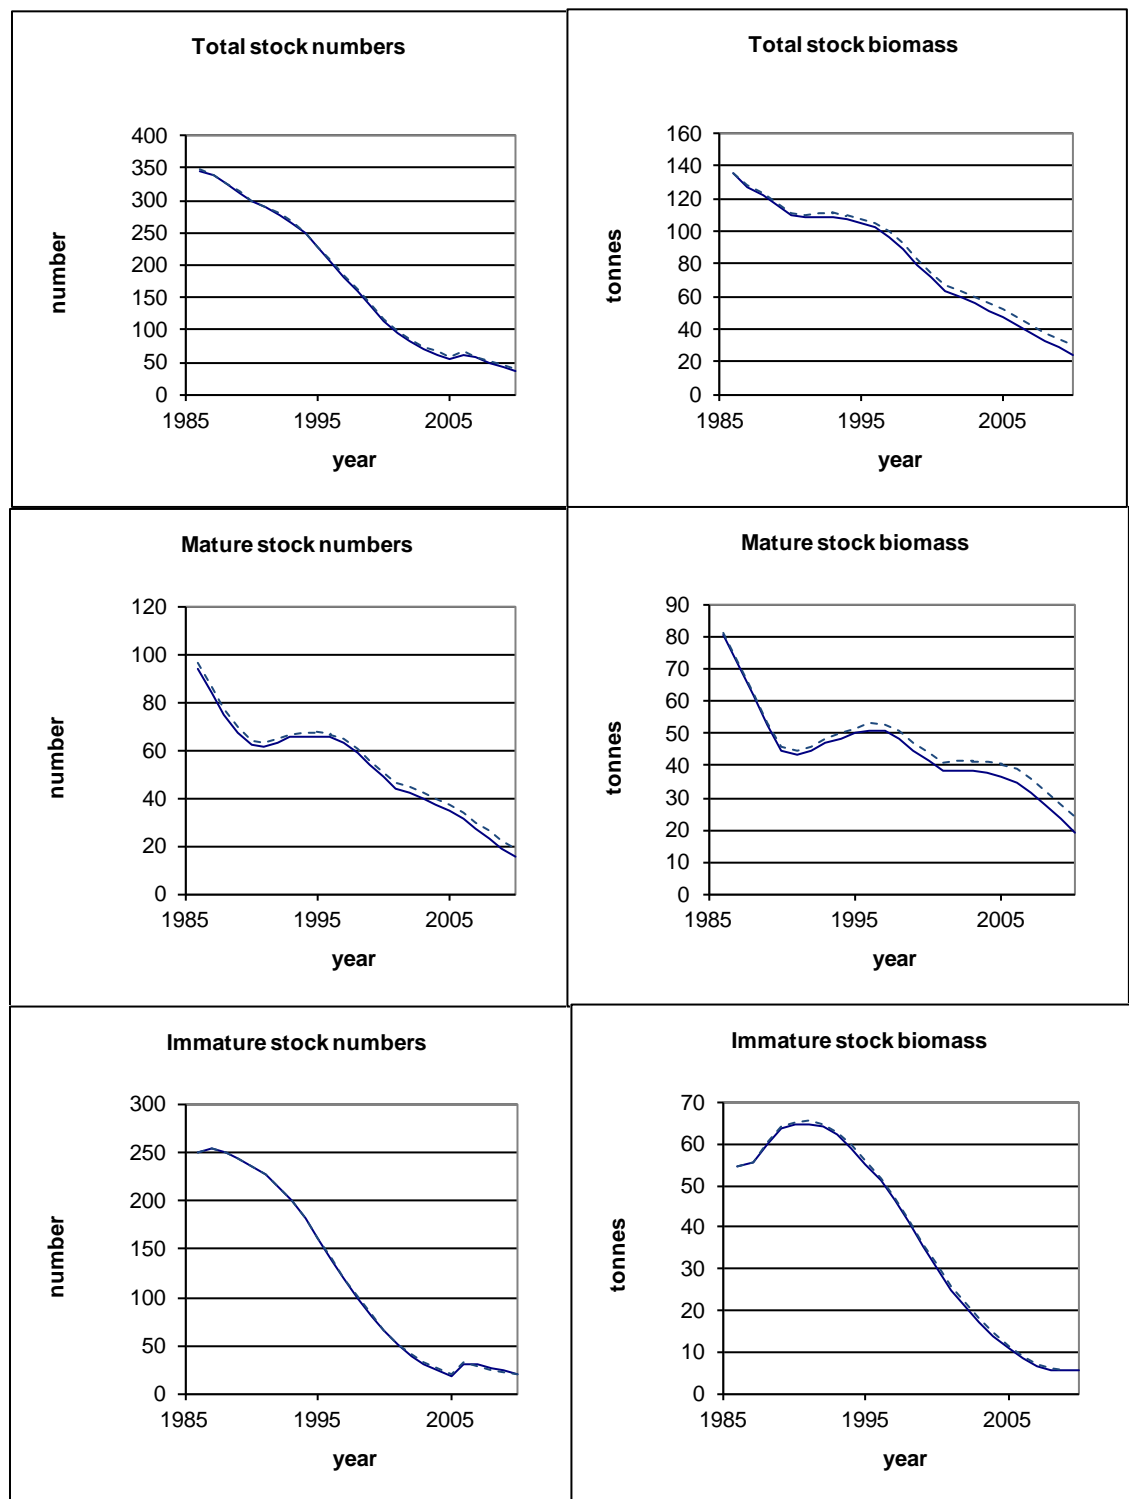 Total stock numbers
number
400
350
300
250
200
150
100
50
0
1985 1995 2005
year
Total stock biomass
tonnes
160
140
120
100
80
60
40
20
0
1985 1995 2005
year
Mature stock numbers
number
120
100
80
60
40
20
0
1985 1995 2005
year
Mature stock biomass
tonnes
90
80
70
60
50
40
30
20
10
0
1985 1995 2005
year
Immature stock numbers
number
300
250
200
150
100
50
0
1985 1995 2005
year
Immature stock biomass
tonnes
70
60
50
40
30
20
10
0
1985 1995 2005
year